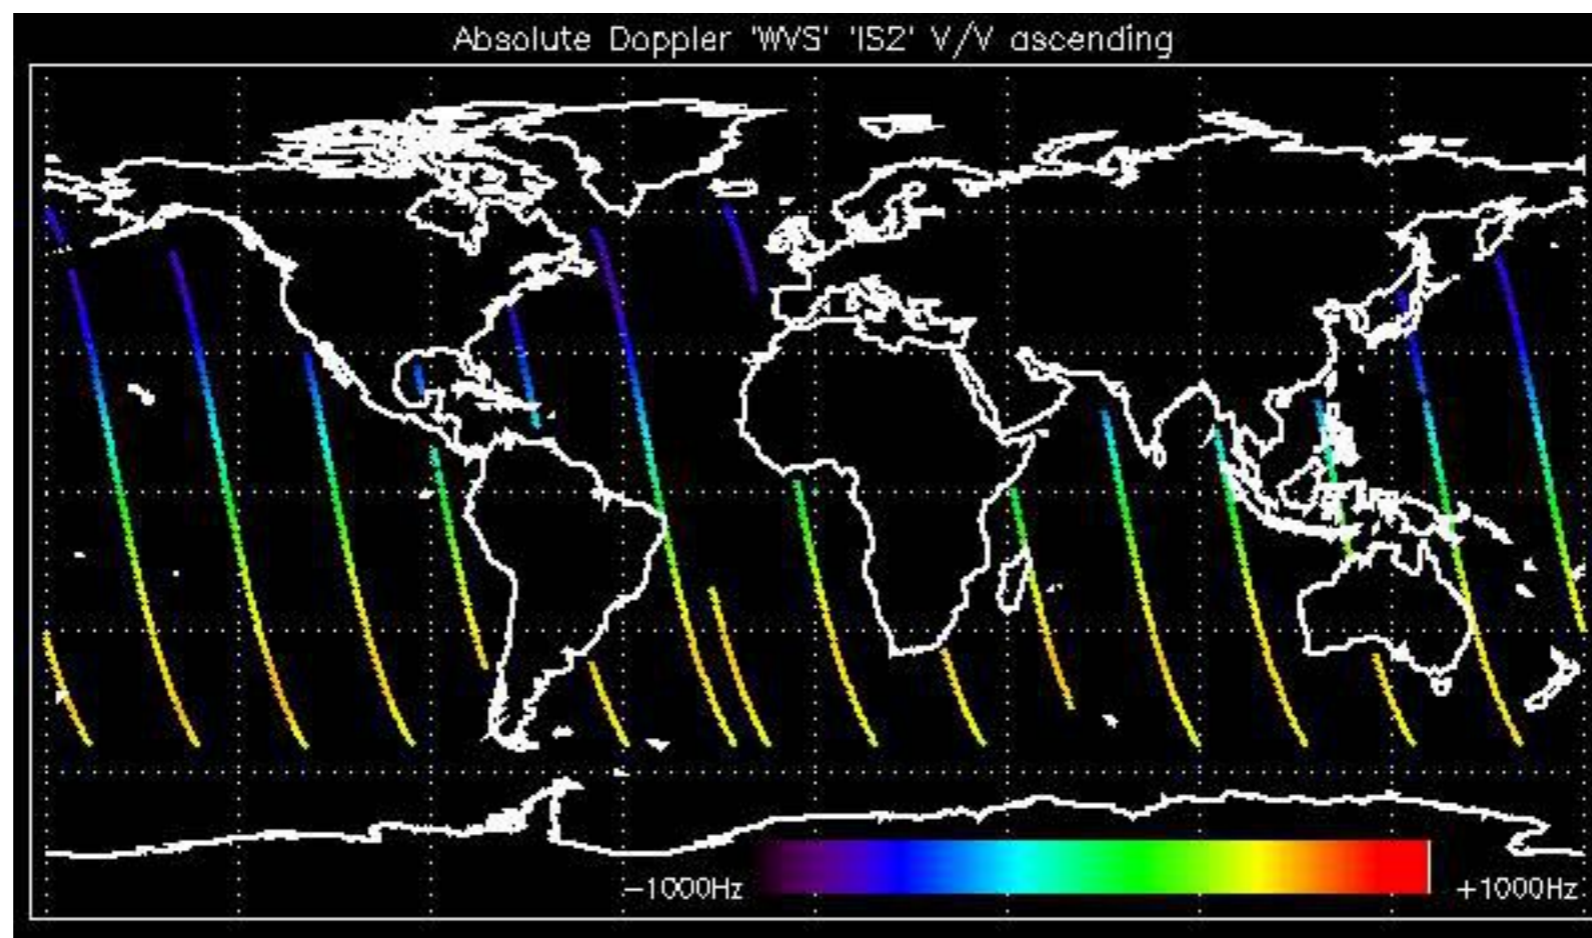 Absolute Doppler 'WVS' 'IS2' V/V ascending
-1000Hz +1000Hz